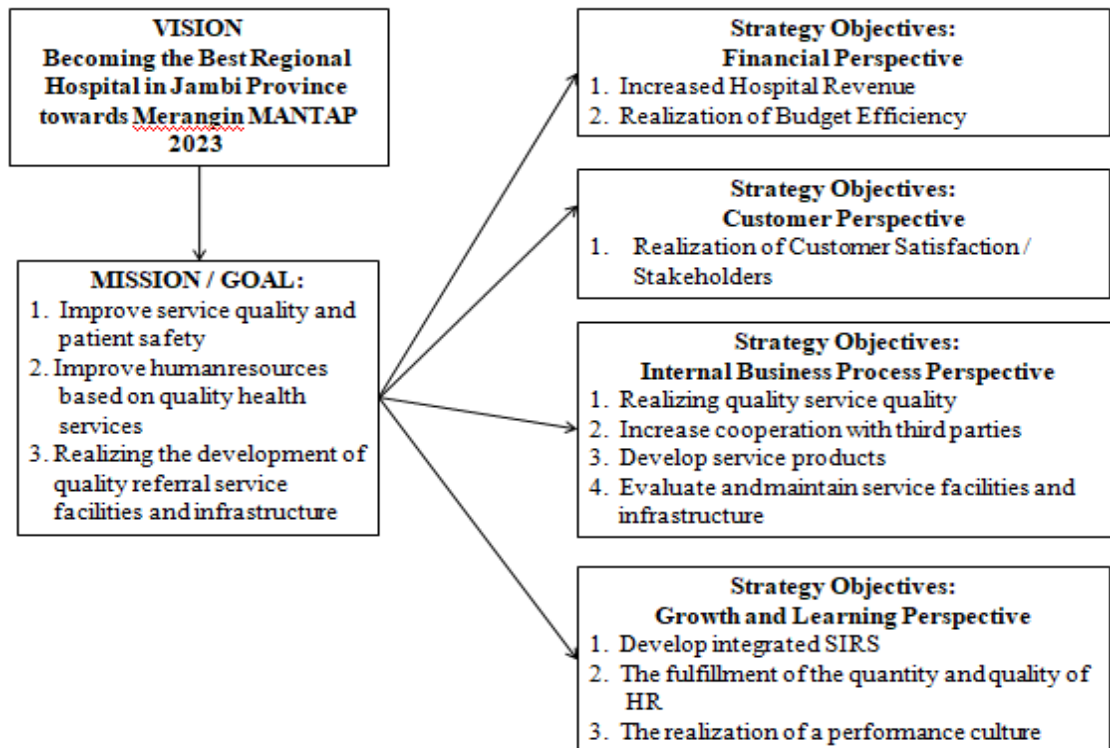 VISION
Becoming the Best Regional
Hospital in Jambi Province
towards Merangin MANTAP
2023
MISSION / GOAL:
1. Improve service quality and
patient safety
2. Improve humanresources
based on quality health
services
3. Realizing the development of
quality referral service
facilities and infrastructure
Strategy Objectives:
Financial Perspective
1. Increased Hospital Revenue
2. Realization of Budget Efficiency
Strategy Objectives:
Customer Perspective
1. Realization of Customer Satisfaction /
Stakeholders
Strategy Objectives:
Internal Business Process Perspective
1. Realizing quality service quality
2. Increase cooperation with third parties
3. Develop service products
4. Evaluate andmaintain service facilities and
infrastructure
Strategy Objectives:
Growth and Learning Perspective
1. Develop integrated SIRS
2. The fulfillment of the quantity and quality of
HR
3. The realization of a performance culture